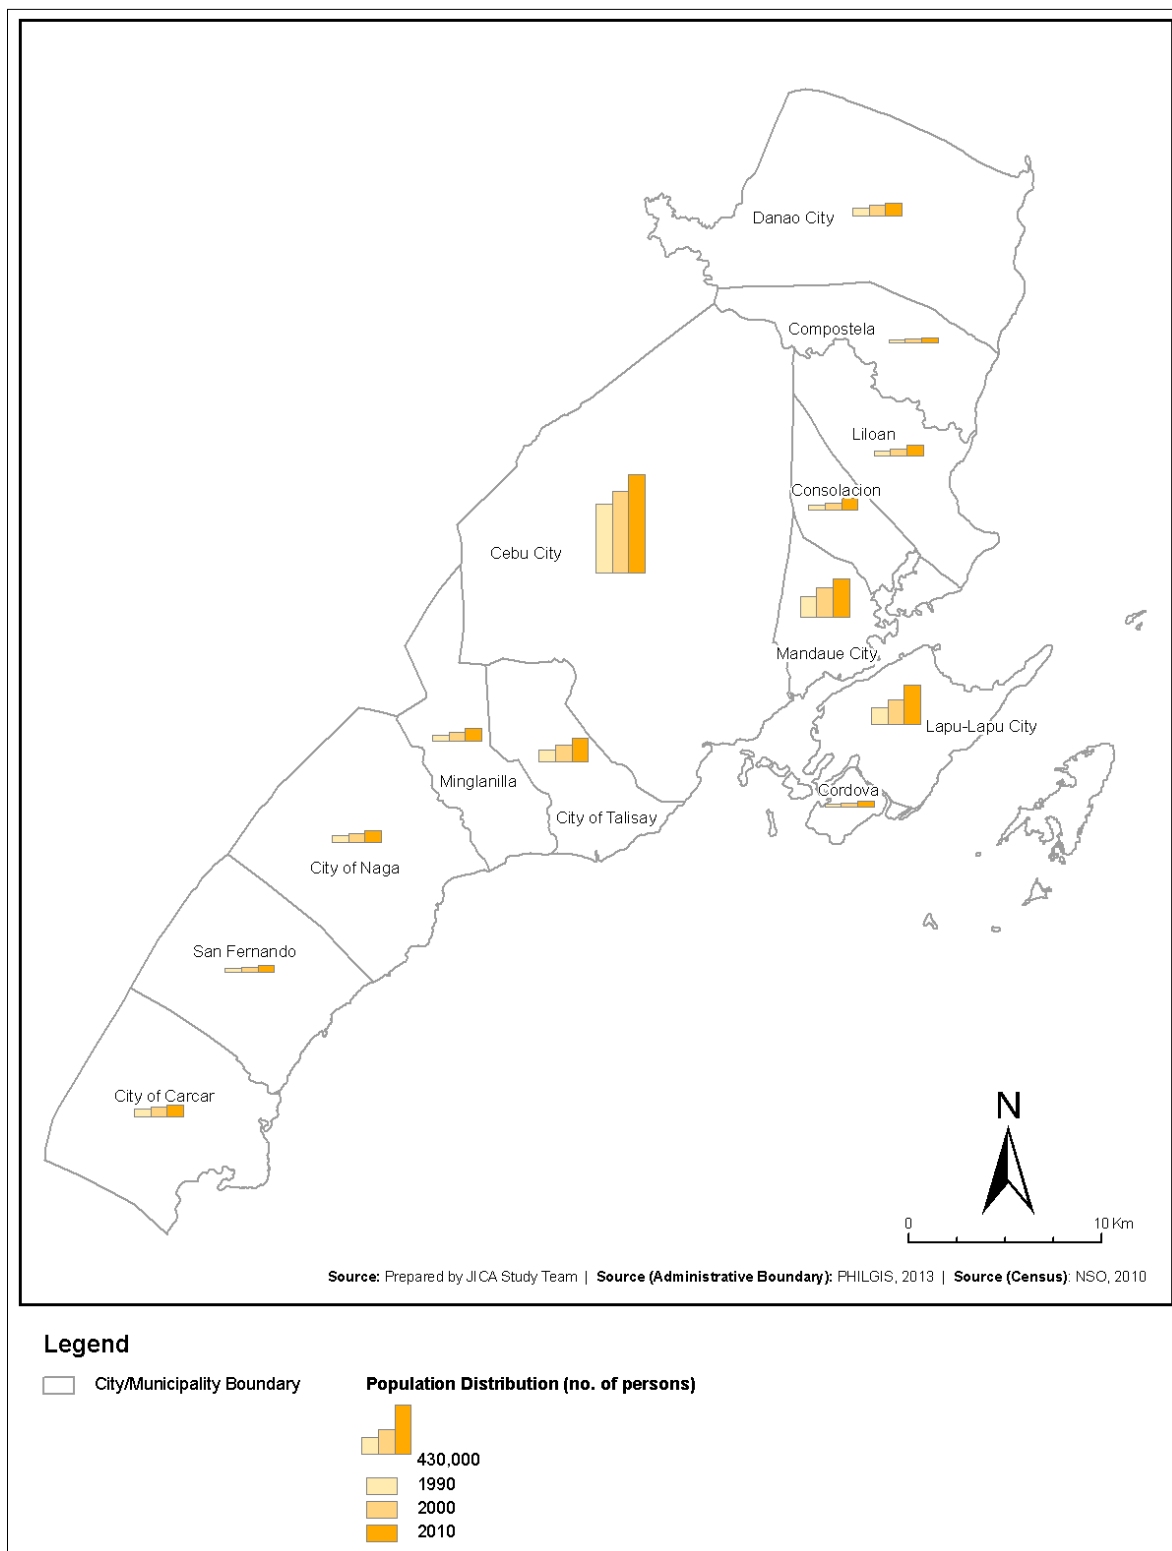 Danao City
Compostela
Liloan
Consolacion
Cebu City
Mandaue City
Lapu-Lapu City
Minglanilla
Cordova
City of Talisay
City of Naga
San Fernando
City of Carcar
N
0 10 Km
Source: Prepared by JICA Study Team | Source (Administrative Boundary): PHILGIS, 2013 | Source (Census): NSO, 2010
Legend
City/Municipality Boundary
Population Distribution (no. of persons)
430,000
1990
2000
2010